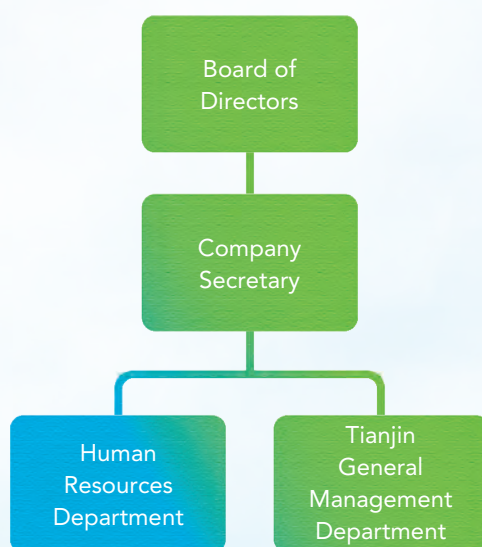 Board of
Directors
Company
Secretary
Human
Resources
Department
Tianjin
General
Management
Department